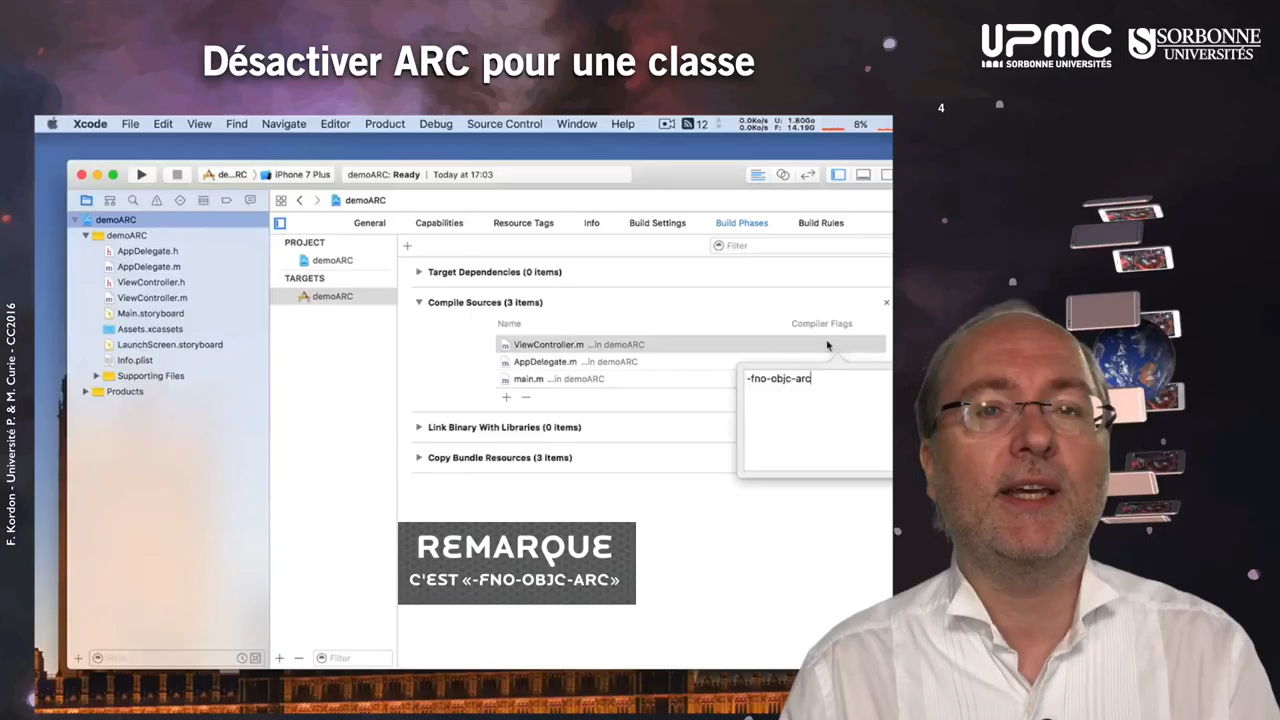 Désactiver ARC pour une classe
UPMC
SORBONNE UNIVERSITÉS
SORBONNE
UNIVERSITÉS
4
Xcode File Edit View Find Navigate Editor Product Debug Source Control Window Help 12 0.0Ko/s U: 1.80Go 8%
0.0Ko/s F: 14.19G
de...RC iPhone 7 Plus demoARC: Ready Today at 17:03
demoARC
demoARC
demoARC
AppDelegate.h
AppDelegate.m
ViewController.h
ViewController.m
Main.storyboard
Assets.xcassets
LaunchScreen.storyboard
Info.plist
Supporting Files
Products
General Capabilities Resource Tags Info Build Settings Build Phases Build Rules
PROJECT
demoARC
TARGETS
demoARC
Filter
Target Dependencies (0 items)
Compile Sources (3 items)
Name Compiler Flags
ViewController.m ...in demoARC
AppDelegate.m ...in demoARC
main.m ...in demoARC
-fno-objc-arc
Link Binary With Libraries (0 items)
Copy Bundle Resources (3 items)
REMARQUE
C'EST «-FNO-OBJC-ARC»
Filter
F. Kordon - Université P. & M. Curie - CC2016